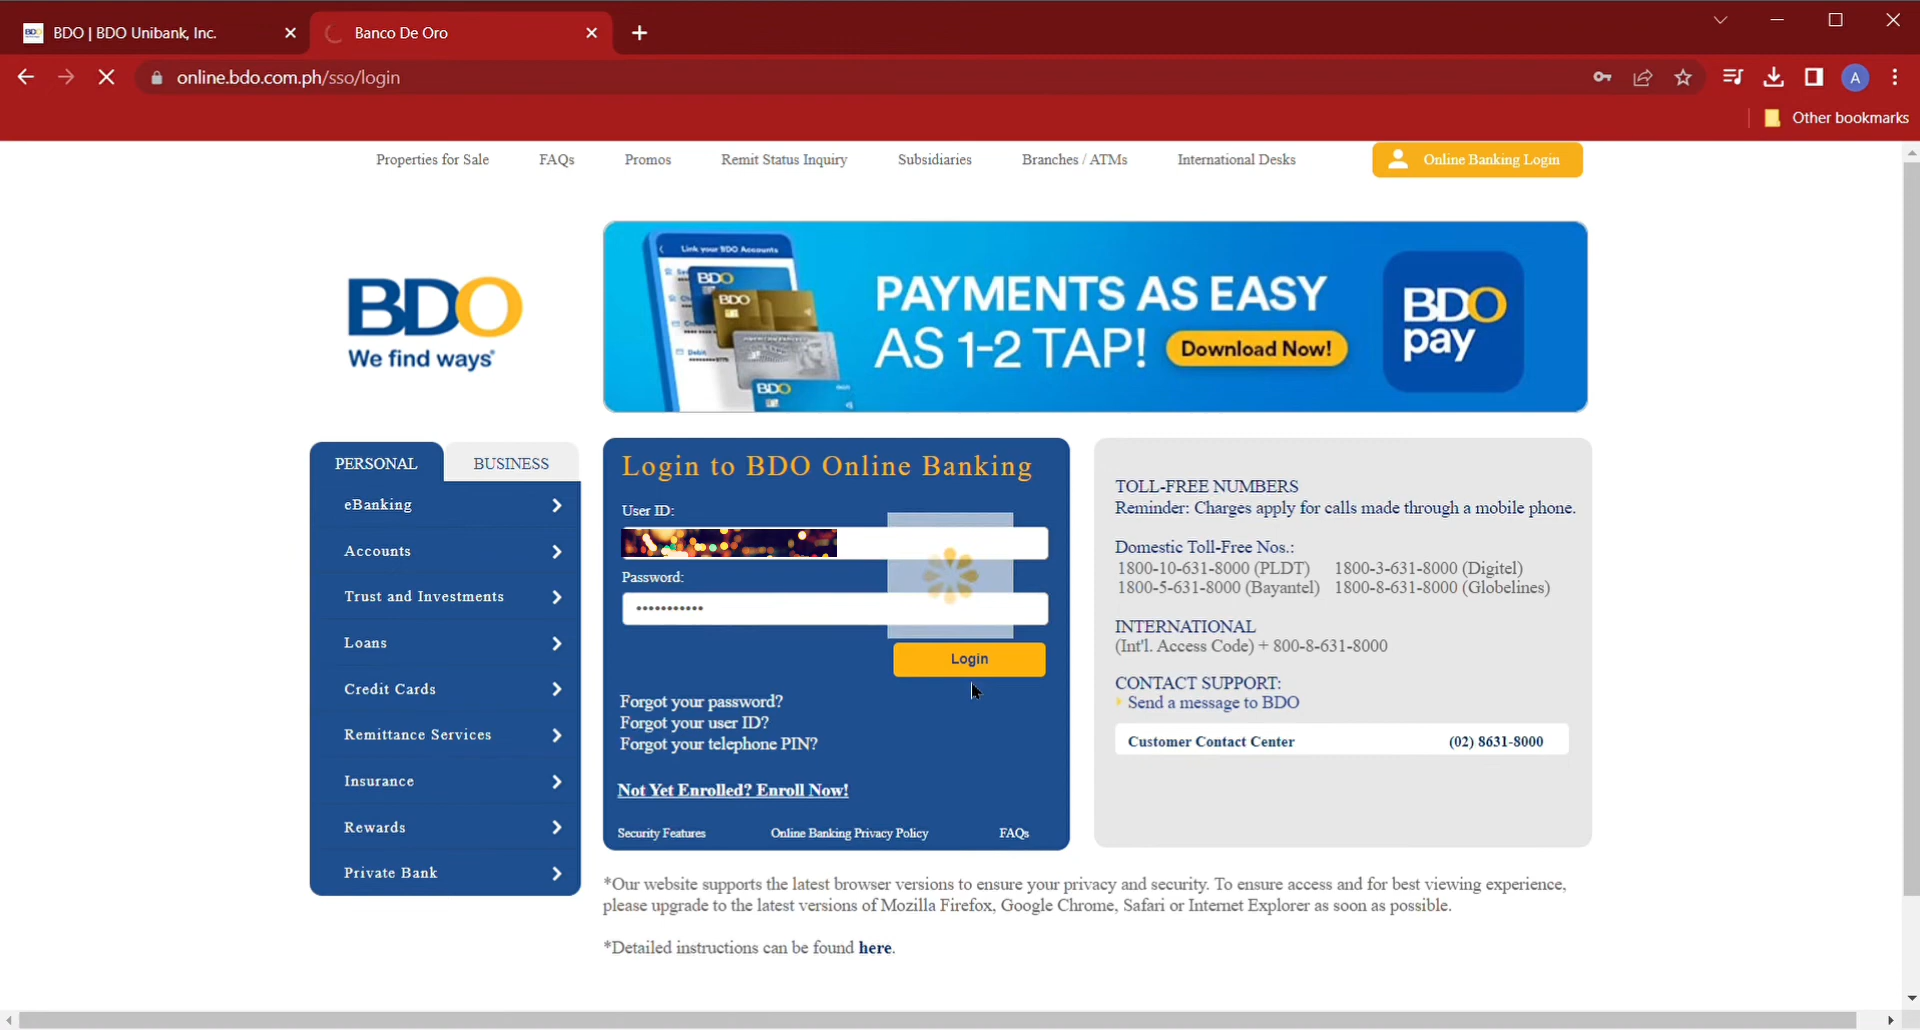 BDO | BDO Unibank, Inc.
Banco De Oro
online.bdo.com.ph/sso/login
A
Other bookmarks
Properties for Sale FAQs Promos Remit Status Inquiry Subsidiaries Branches / ATMs International Desks Online Banking Login
BDO
We find ways®
Link your BDO Accounts
BDO
BDO
Debit
BDO
PAYMENTS AS EASY
AS 1-2 TAP! Download Now!
BDO
pay
PERSONAL BUSINESS
eBanking
Accounts
Trust and Investments
Loans
Credit Cards
Remittance Services
Insurance
Rewards
Private Bank
Login to BDO Online Banking
User ID:
Password:
•••••••••••
Login
Forgot your password?
Forgot your user ID?
Forgot your telephone PIN?
Not Yet Enrolled? Enroll Now!
Security Features Online Banking Privacy Policy FAQs
TOLL-FREE NUMBERS
Reminder: Charges apply for calls made through a mobile phone.
Domestic Toll-Free Nos.:
1800-10-631-8000 (PLDT) 1800-3-631-8000 (Digitel)
1800-5-631-8000 (Bayantel) 1800-8-631-8000 (Globelines)
INTERNATIONAL
(Int'l. Access Code) + 800-8-631-8000
CONTACT SUPPORT:
Send a message to BDO
Customer Contact Center (02) 8631-8000
*Our website supports the latest browser versions to ensure your privacy and security. To ensure access and for best viewing experience,
please upgrade to the latest versions of Mozilla Firefox, Google Chrome, Safari or Internet Explorer as soon as possible.
*Detailed instructions can be found here.